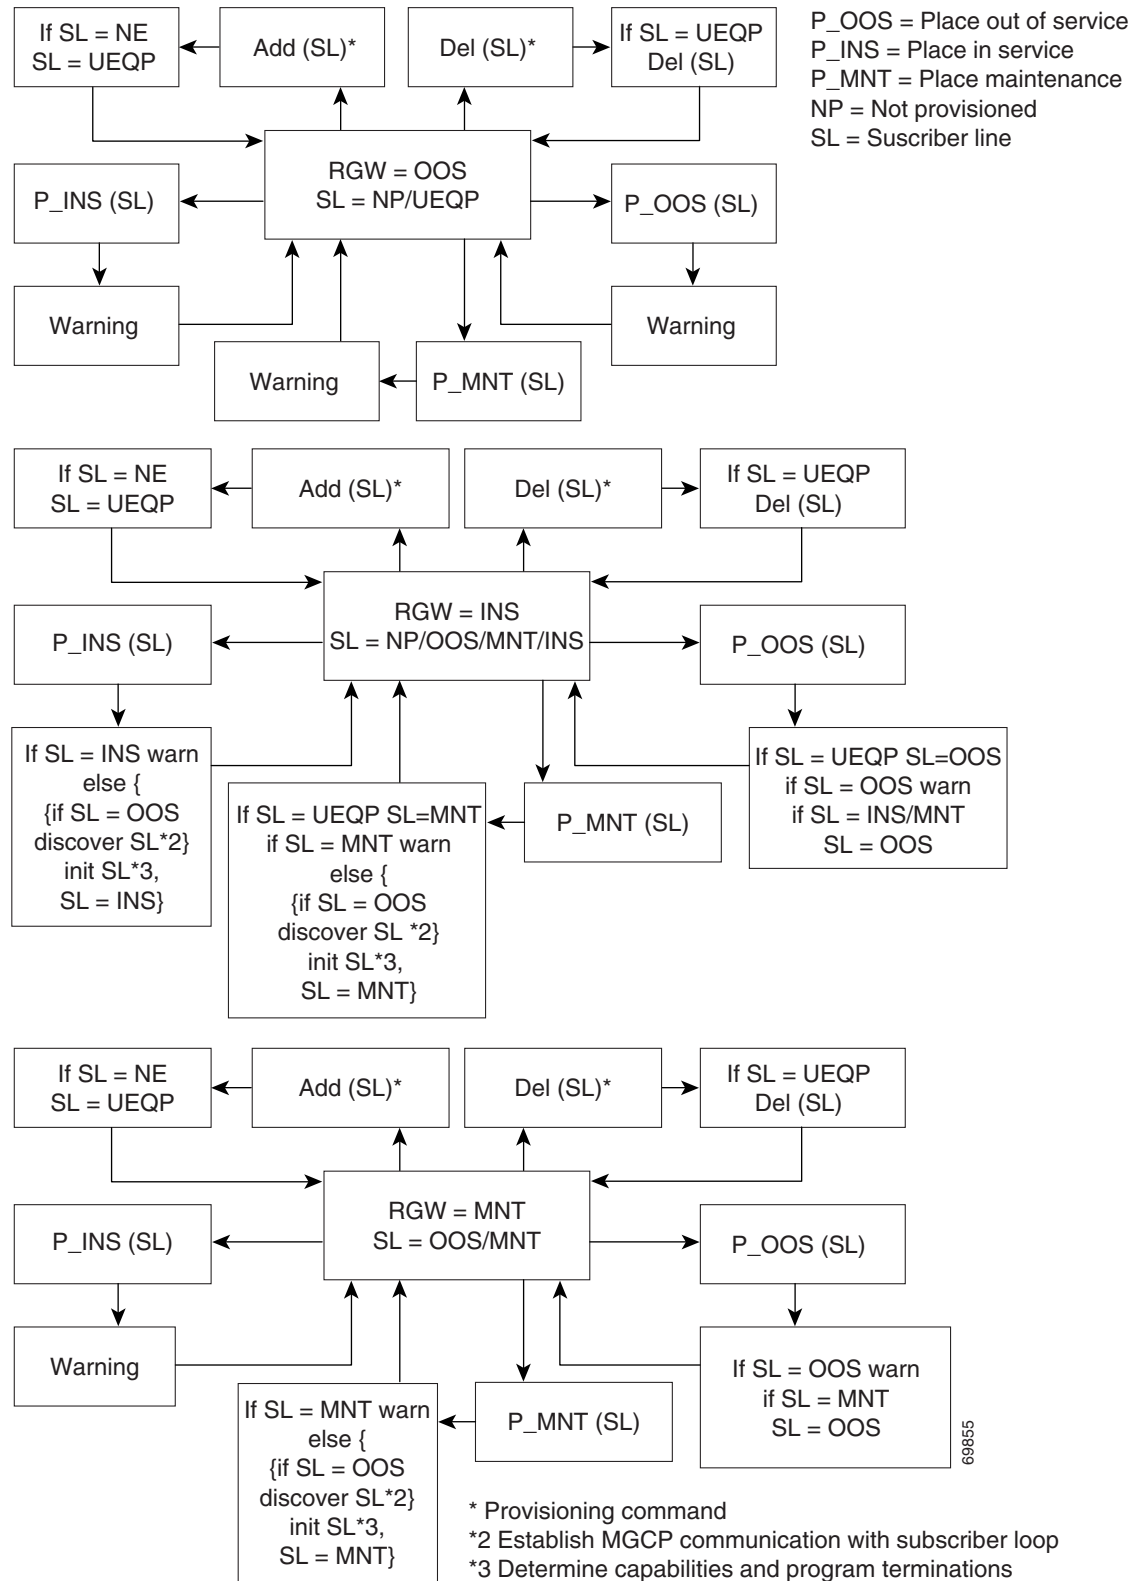 If SL = NE
SL = UEQP
Add (SL)*
Del (SL)*
If SL = UEQP
Del (SL)
P_OOS = Place out of service
P_INS = Place in service
P_MNT = Place maintenance
NP = Not provisioned
SL = Suscriber line
RGW = OOS
SL = NP/UEQP
P_INS (SL)
P_OOS (SL)
Warning
Warning
Warning
P_MNT (SL)
If SL = NE
SL = UEQP
Add (SL)*
Del (SL)*
If SL = UEQP
Del (SL)
RGW = INS
SL = NP/OOS/MNT/INS
P_INS (SL)
P_OOS (SL)
If SL = INS warn
else {
{if SL = OOS
discover SL*2}
init SL*3,
SL = INS}
If SL = UEQP SL=MNT
if SL = MNT warn
else {
{if SL = OOS
discover SL *2}
init SL*3,
SL = MNT}
P_MNT (SL)
If SL = UEQP SL=OOS
if SL = OOS warn
if SL = INS/MNT
SL = OOS
If SL = NE
SL = UEQP
Add (SL)*
Del (SL)*
If SL = UEQP
Del (SL)
RGW = MNT
SL = OOS/MNT
P_INS (SL)
P_OOS (SL)
Warning
If SL = MNT warn
else {
{if SL = OOS
discover SL*2}
init SL*3,
SL = MNT}
P_MNT (SL)
If SL = OOS warn
if SL = MNT
SL = OOS
69855
* Provisioning command
*2 Establish MGCP communication with subscriber loop
*3 Determine capabilities and program terminations